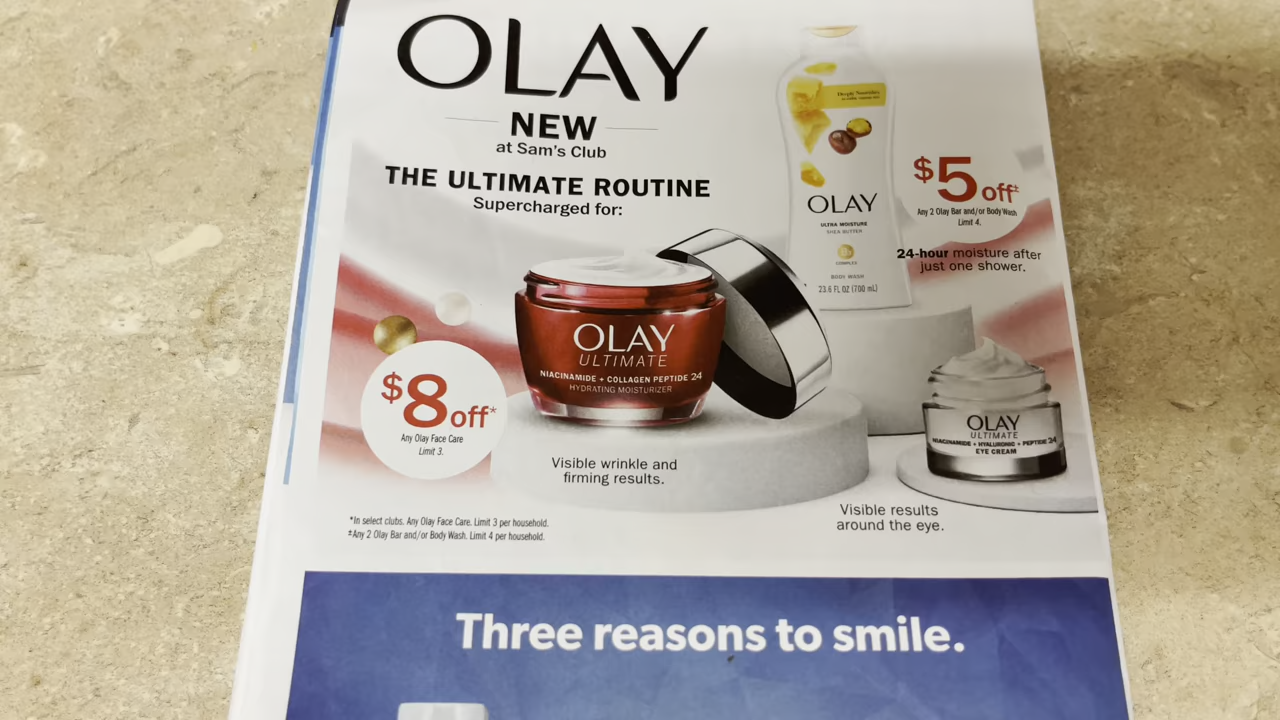 OLAY
NEW
at Sam's Club
THE ULTIMATE ROUTINE
Supercharged for:
Deeply Nourishes
OLAY
ULTRA MOISTURE
SHEA BUTTER
COMPLEX
BODY WASH
23.6 FL OZ (700 mL)
$5 off‡
Any 2 Olay Bar and/or Body Wash
Limit 4.
24-hour moisture after
just one shower.
OLAY
ULTIMATE
NIACINAMIDE + COLLAGEN PEPTIDE 24
HYDRATING MOISTURIZER
$8 off*
Any Olay Face Care
Limit 3.
Visible wrinkle and
firming results.
OLAY
ULTIMATE
NIACINAMIDE + HYALURONIC + PEPTIDE 24
EYE CREAM
Visible results
around the eye.
*In select clubs. Any Olay Face Care. Limit 3 per household.
‡Any 2 Olay Bar and/or Body Wash. Limit 4 per household.
Three reasons to smile.